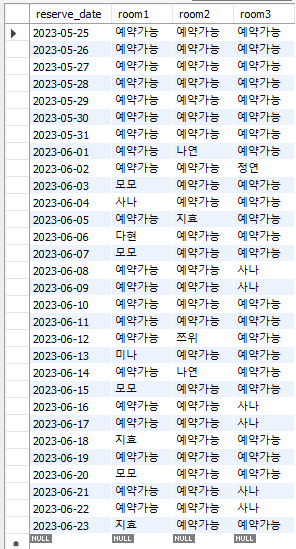 reserve_date room1 room2 room3
2023-05-25 예약가능 예약가능 예약가능
2023-05-26 예약가능 예약가능 예약가능
2023-05-27 예약가능 예약가능 예약가능
2023-05-28 예약가능 예약가능 예약가능
2023-05-29 예약가능 예약가능 예약가능
2023-05-30 예약가능 예약가능 예약가능
2023-05-31 예약가능 예약가능 예약가능
2023-06-01 예약가능 나연 예약가능
2023-06-02 예약가능 예약가능 정연
2023-06-03 모모 예약가능 예약가능
2023-06-04 사나 예약가능 예약가능
2023-06-05 예약가능 지효 예약가능
2023-06-06 다현 예약가능 예약가능
2023-06-07 모모 예약가능 예약가능
2023-06-08 예약가능 예약가능 사나
2023-06-09 예약가능 예약가능 사나
2023-06-10 예약가능 예약가능 예약가능
2023-06-11 예약가능 예약가능 예약가능
2023-06-12 예약가능 쯔위 예약가능
2023-06-13 미나 예약가능 예약가능
2023-06-14 예약가능 나연 예약가능
2023-06-15 모모 예약가능 예약가능
2023-06-16 예약가능 예약가능 사나
2023-06-17 예약가능 예약가능 사나
2023-06-18 지효 예약가능 예약가능
2023-06-19 예약가능 예약가능 예약가능
2023-06-20 모모 예약가능 예약가능
2023-06-21 예약가능 예약가능 사나
2023-06-22 예약가능 예약가능 사나
2023-06-23 지효 예약가능 예약가능
NULL NULL NULL NULL